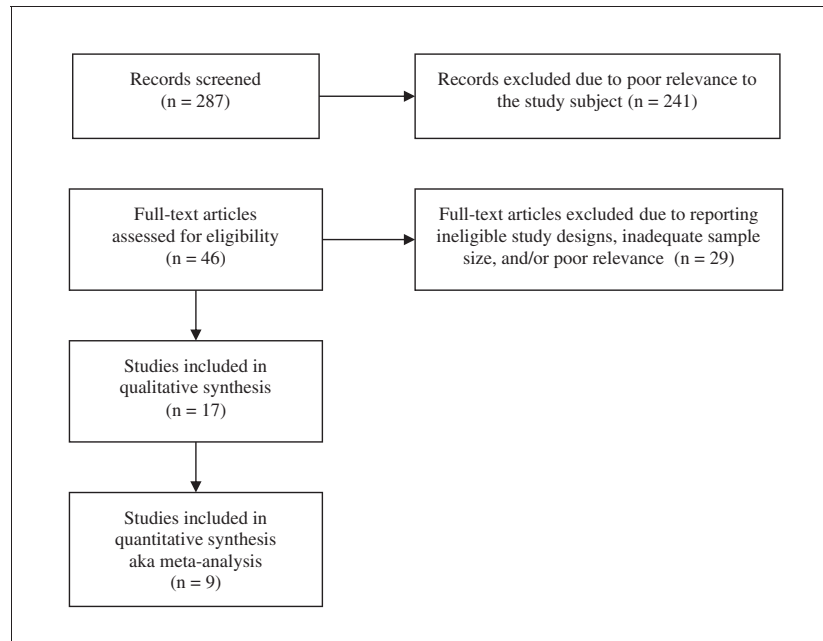 Records screened
(n = 287)
Records excluded due to poor relevance to
the study subject (n = 241)
Full-text articles
assessed for eligibility
(n = 46)
Full-text articles excluded due to reporting
ineligible study designs, inadequate sample
size, and/or poor relevance (n = 29)
Studies included in
qualitative synthesis
(n = 17)
Studies included in
quantitative synthesis
aka meta-analysis
(n = 9)